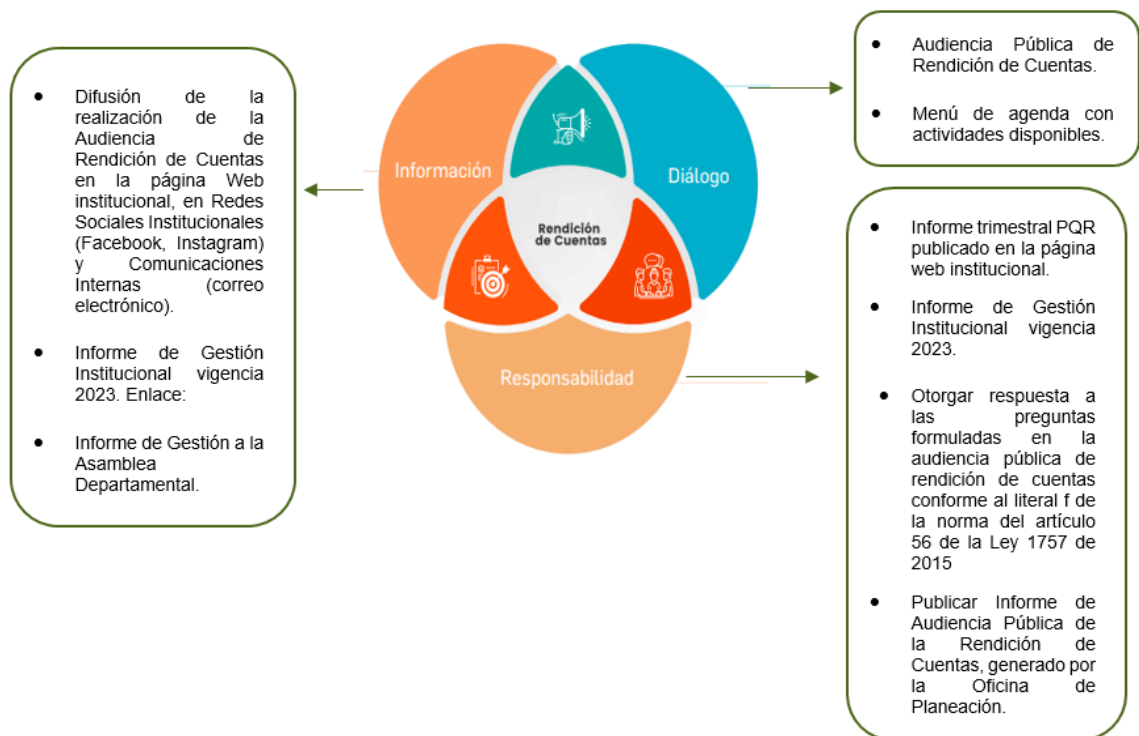 Difusión de la
realización de la
Audiencia de
Rendición de Cuentas
en la página Web
institucional, en Redes
Sociales Institucionales
(Facebook, Instagram)
y Comunicaciones
Internas (correo
electrónico).
Informe de Gestión
Institucional vigencia
2023. Enlace:
Informe de Gestión a la
Asamblea
Departamental.
Información
Diálogo
Rendición
de Cuentas
Responsabilidad
Audiencia Pública de
Rendición de Cuentas.
Menú de agenda con
actividades disponibles.
Informe trimestral PQR
publicado en la página
web institucional.
Informe de Gestión
Institucional vigencia
2023.
Otorgar respuesta a
las preguntas
formuladas en la
audiencia pública de
rendición de cuentas
conforme al literal f de
la norma del artículo
56 de la Ley 1757 de
2015
Publicar Informe de
Audiencia Pública de
la Rendición de
Cuentas, generado por
la Oficina de
Planeación.